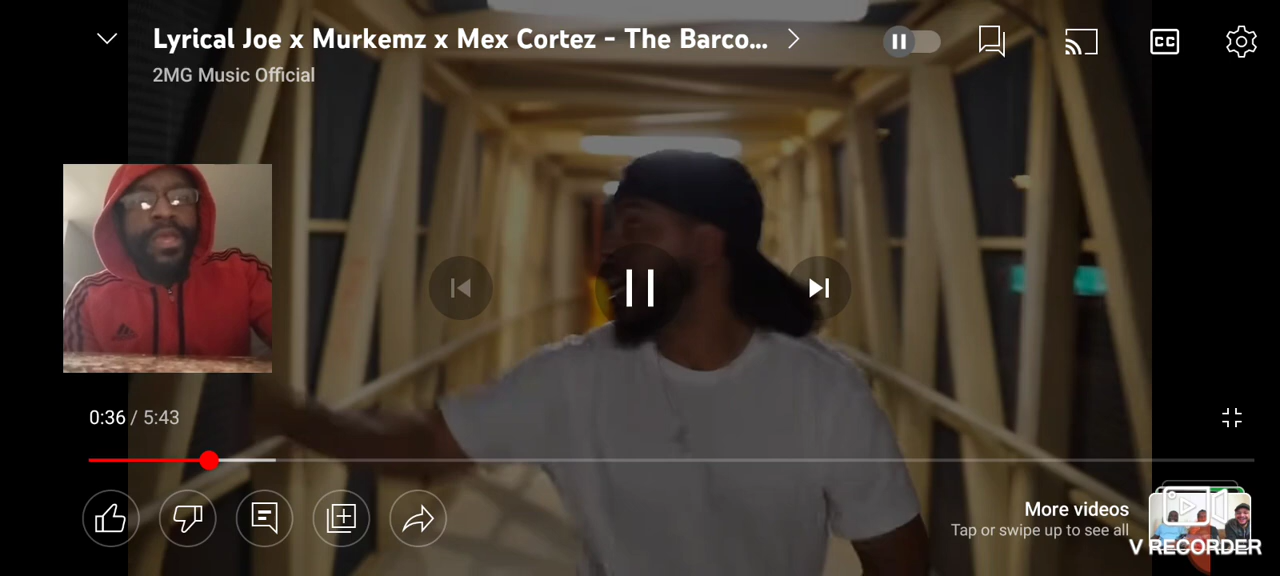 Lyrical Joe x Murkemz x Mex Cortez - The Barco...
2MG Music Official
CC
0:36 / 5:43
More videos
Tap or swipe up to see all
V RECORDER